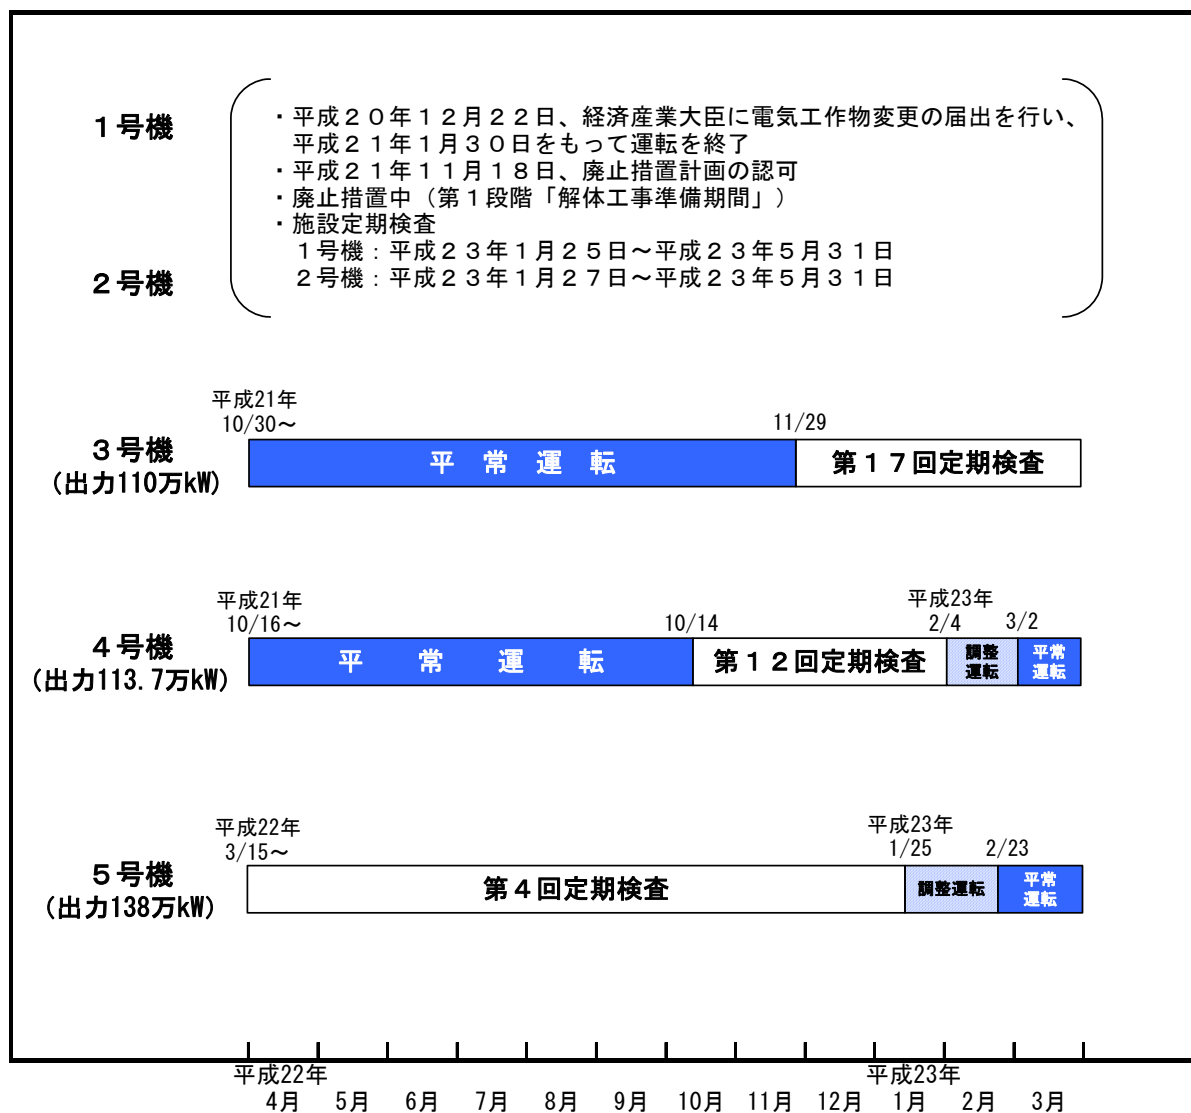 １号機
・平成２０年１２月２２日、経済産業大臣に電気工作物変更の届出を行い、
平成２１年１月３０日をもって運転を終了
・平成２１年１１月１８日、廃止措置計画の認可
・廃止措置中（第１段階「解体工事準備期間」）
・施設定期検査
１号機：平成２３年１月２５日～平成２３年５月３１日
２号機：平成２３年１月２７日～平成２３年５月３１日
２号機
平成21年
10/30～
11/29
３号機
(出力110万kW)
平常運転
第１７回定期検査
平成21年
10/16～
10/14
平成23年
2/4
3/2
４号機
(出力113.7万kW)
平常運転
第１２回定期検査
調整
運転
平常
運転
平成22年
3/15～
平成23年
1/25
2/23
５号機
(出力138万kW)
第４回定期検査
調整運転
平常
運転
平成22年
平成23年
4月 5月 6月 7月 8月 9月 10月 11月 12月 1月 2月 3月